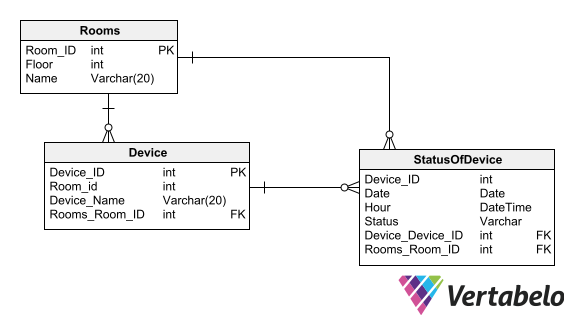 Rooms
Room_ID int PK
Floor int
Name Varchar(20)
Device
Device_ID int PK
Room_id int
Device_Name Varchar(20)
Rooms_Room_ID int FK
StatusOfDevice
Device_ID int
Date Date
Hour DateTime
Status Varchar
Device_Device_ID int FK
Rooms_Room_ID int FK
Vertabelo